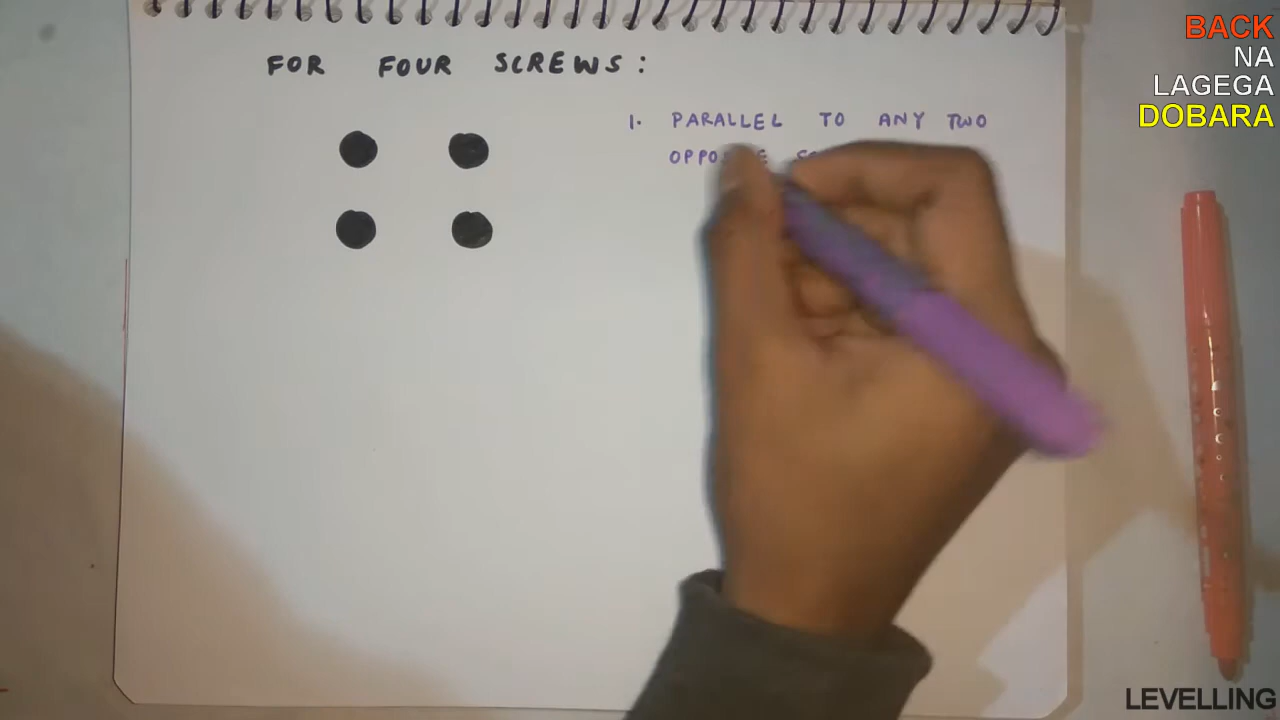 FOR FOUR SCREWS:
1. PARALLEL TO ANY TWO
BACK
NA
LAGEGA
DOBARA
LEVELLING